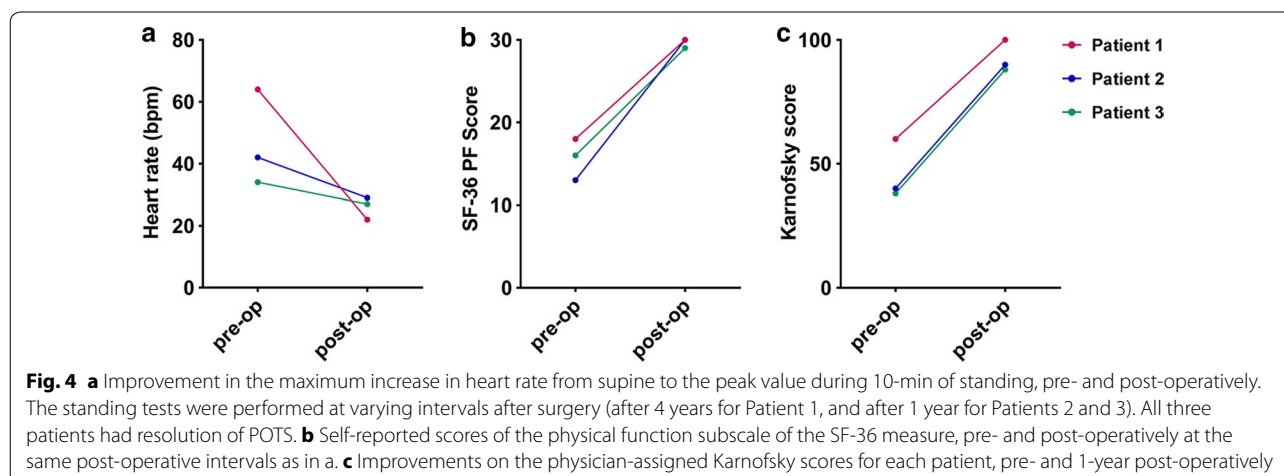 a
80
60
40
20
0
Heart rate (bpm)
pre-op
post-op
b
30
20
10
0
SF-36 PF Score
pre-op
post-op
c
100
50
0
Karnofsky score
pre-op
post-op
Patient 1
Patient 2
Patient 3
Fig. 4 a Improvement in the maximum increase in heart rate from supine to the peak value during 10-min of standing, pre- and post-operatively.
The standing tests were performed at varying intervals after surgery (after 4 years for Patient 1, and after 1 year for Patients 2 and 3). All three
patients had resolution of POTS. b Self-reported scores of the physical function subscale of the SF-36 measure, pre- and post-operatively at the
same post-operative intervals as in a. c Improvements on the physician-assigned Karnofsky scores for each patient, pre- and 1-year post-operatively